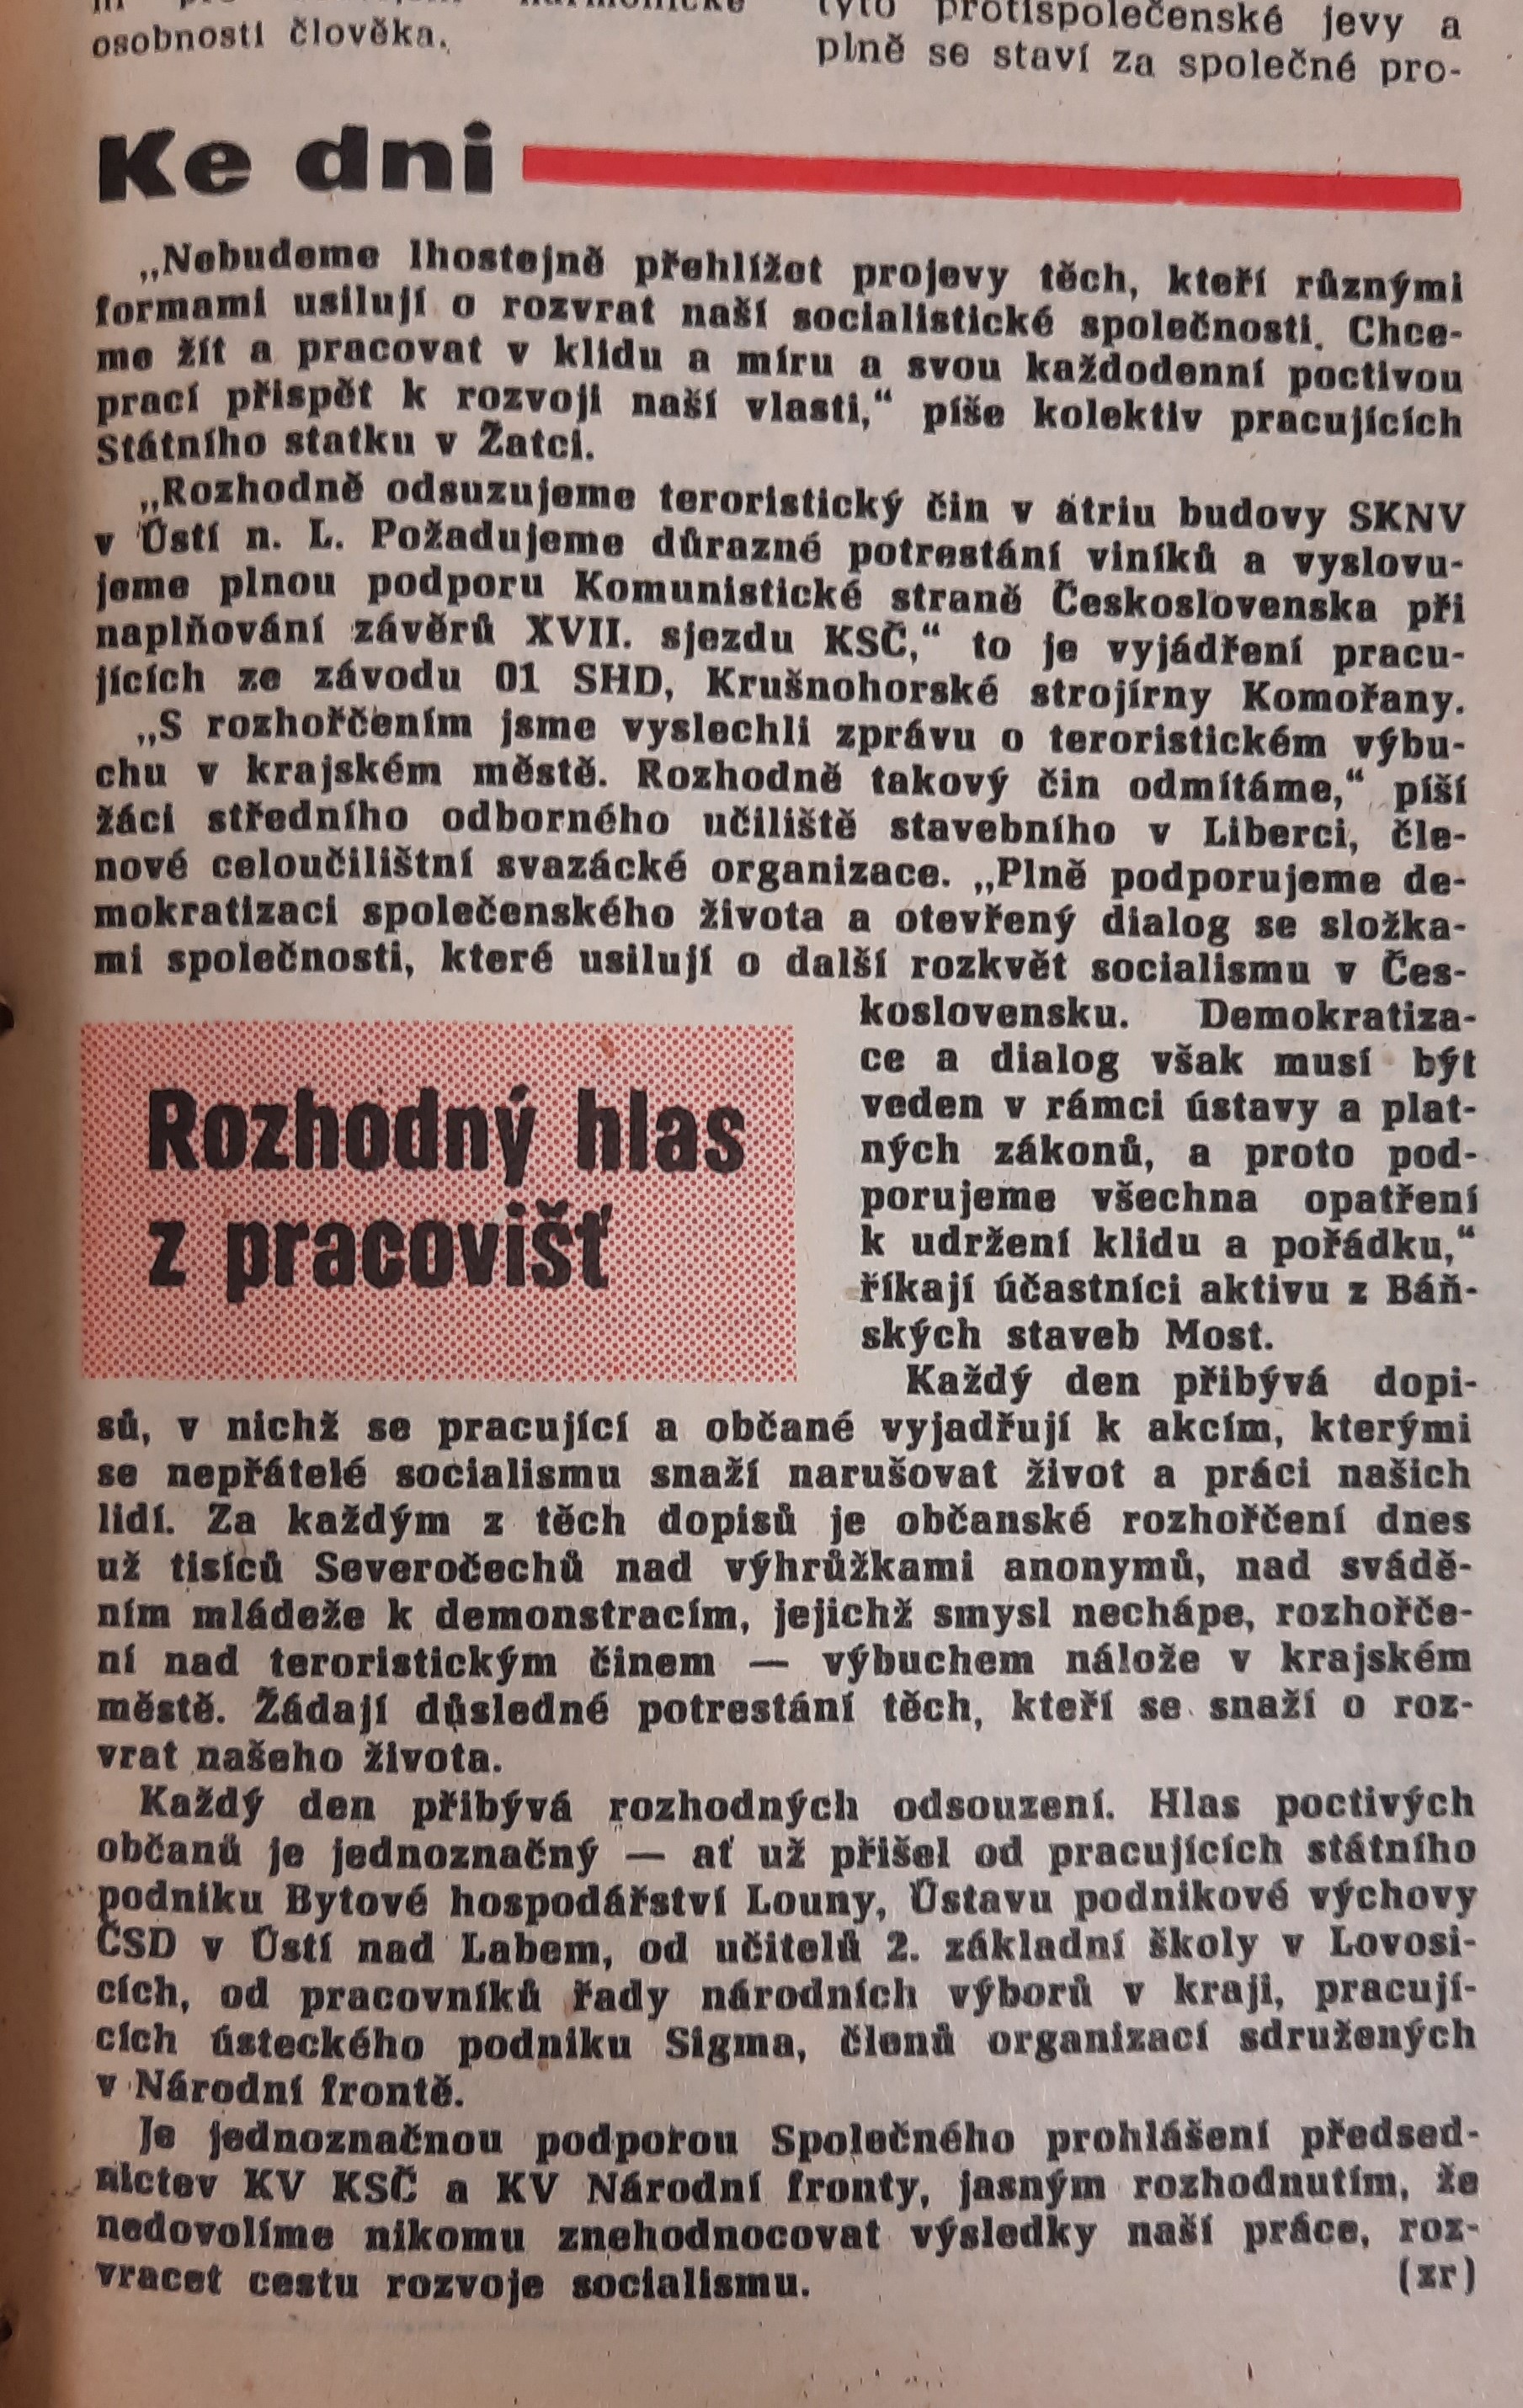 osobnosti člověka.
tyto protispolečenské jevy a
plně se staví za společné pro-
Ke dni
„Nebudeme lhostejně přehlížet projevy těch, kteří různými
formami usilují o rozvrat naší socialistické společnosti. Chce-
me žít a pracovat v klidu a míru a svou každodenní poctivou
prací přispět k rozvoji naší vlasti,“ píše kolektiv pracujících
Státního statku v Žatci.
„Rozhodně odsuzujeme teroristický čin v átriu budovy SKNV
v Ústí n. L. Požadujeme důrazné potrestání viníků a vyslovu-
jeme plnou podporu Komunistické straně Československa při
naplňování závěrů XVII. sjezdu KSČ,“ to je vyjádření pracu-
jících ze závodu 01 SHD, Krušnohorské strojírny Komořany.
„S rozhořčením jsme vyslechli zprávu o teroristickém výbu-
chu v krajském městě. Rozhodně takový čin odmítáme,“ píší
žáci středního odborného učiliště stavebního v Liberci, čle-
nové celoučilištní svazácké organizace. „Plně podporujeme de-
mokratizaci společenského života a otevřený dialog se složka-
mi společnosti, které usilují o další rozkvět socialismu v Čes-
koslovensku. Demokratiza-
ce a dialog však musí být
veden v rámci ústavy a plat-
ných zákonů, a proto pod-
porujeme všechna opatření
k udržení klidu a pořádku,“
říkají účastníci aktivu z Báň-
ských staveb Most.
Rozhodný hlas
z pracovišť
Každý den přibývá dopi-
sů, v nichž se pracující a občané vyjadřují k akcím, kterými
se nepřátelé socialismu snaží narušovat život a práci našich
lidí. Za každým z těch dopisů je občanské rozhořčení dnes
už tisíců Severočechů nad výhrůžkami anonymů, nad svádě-
ním mládeže k demonstracím, jejichž smysl nechápe, rozhořče-
ní nad teroristickým činem — výbuchem nálože v krajském
městě. Žádají důsledné potrestání těch, kteří se snaží o roz-
vrat našeho života.
Každý den přibývá rozhodných odsouzení. Hlas poctivých
občanů je jednoznačný — ať už přišel od pracujících státního
podniku Bytové hospodářství Louny, Ústavu podnikové výchovy
ČSD v Ústí nad Labem, od učitelů 2. základní školy v Lovosi-
cích, od pracovníků řady národních výborů v kraji, pracují-
cích ústeckého podniku Sigma, členů organizací sdružených
v Národní frontě.
Je jednoznačnou podporou Společného prohlášení předsed-
nictev KV KSČ a KV Národní fronty, jasným rozhodnutím, že
nedovolíme nikomu znehodnocovat výsledky naší práce, roz-
vracet cestu rozvoje socialismu. (zr)